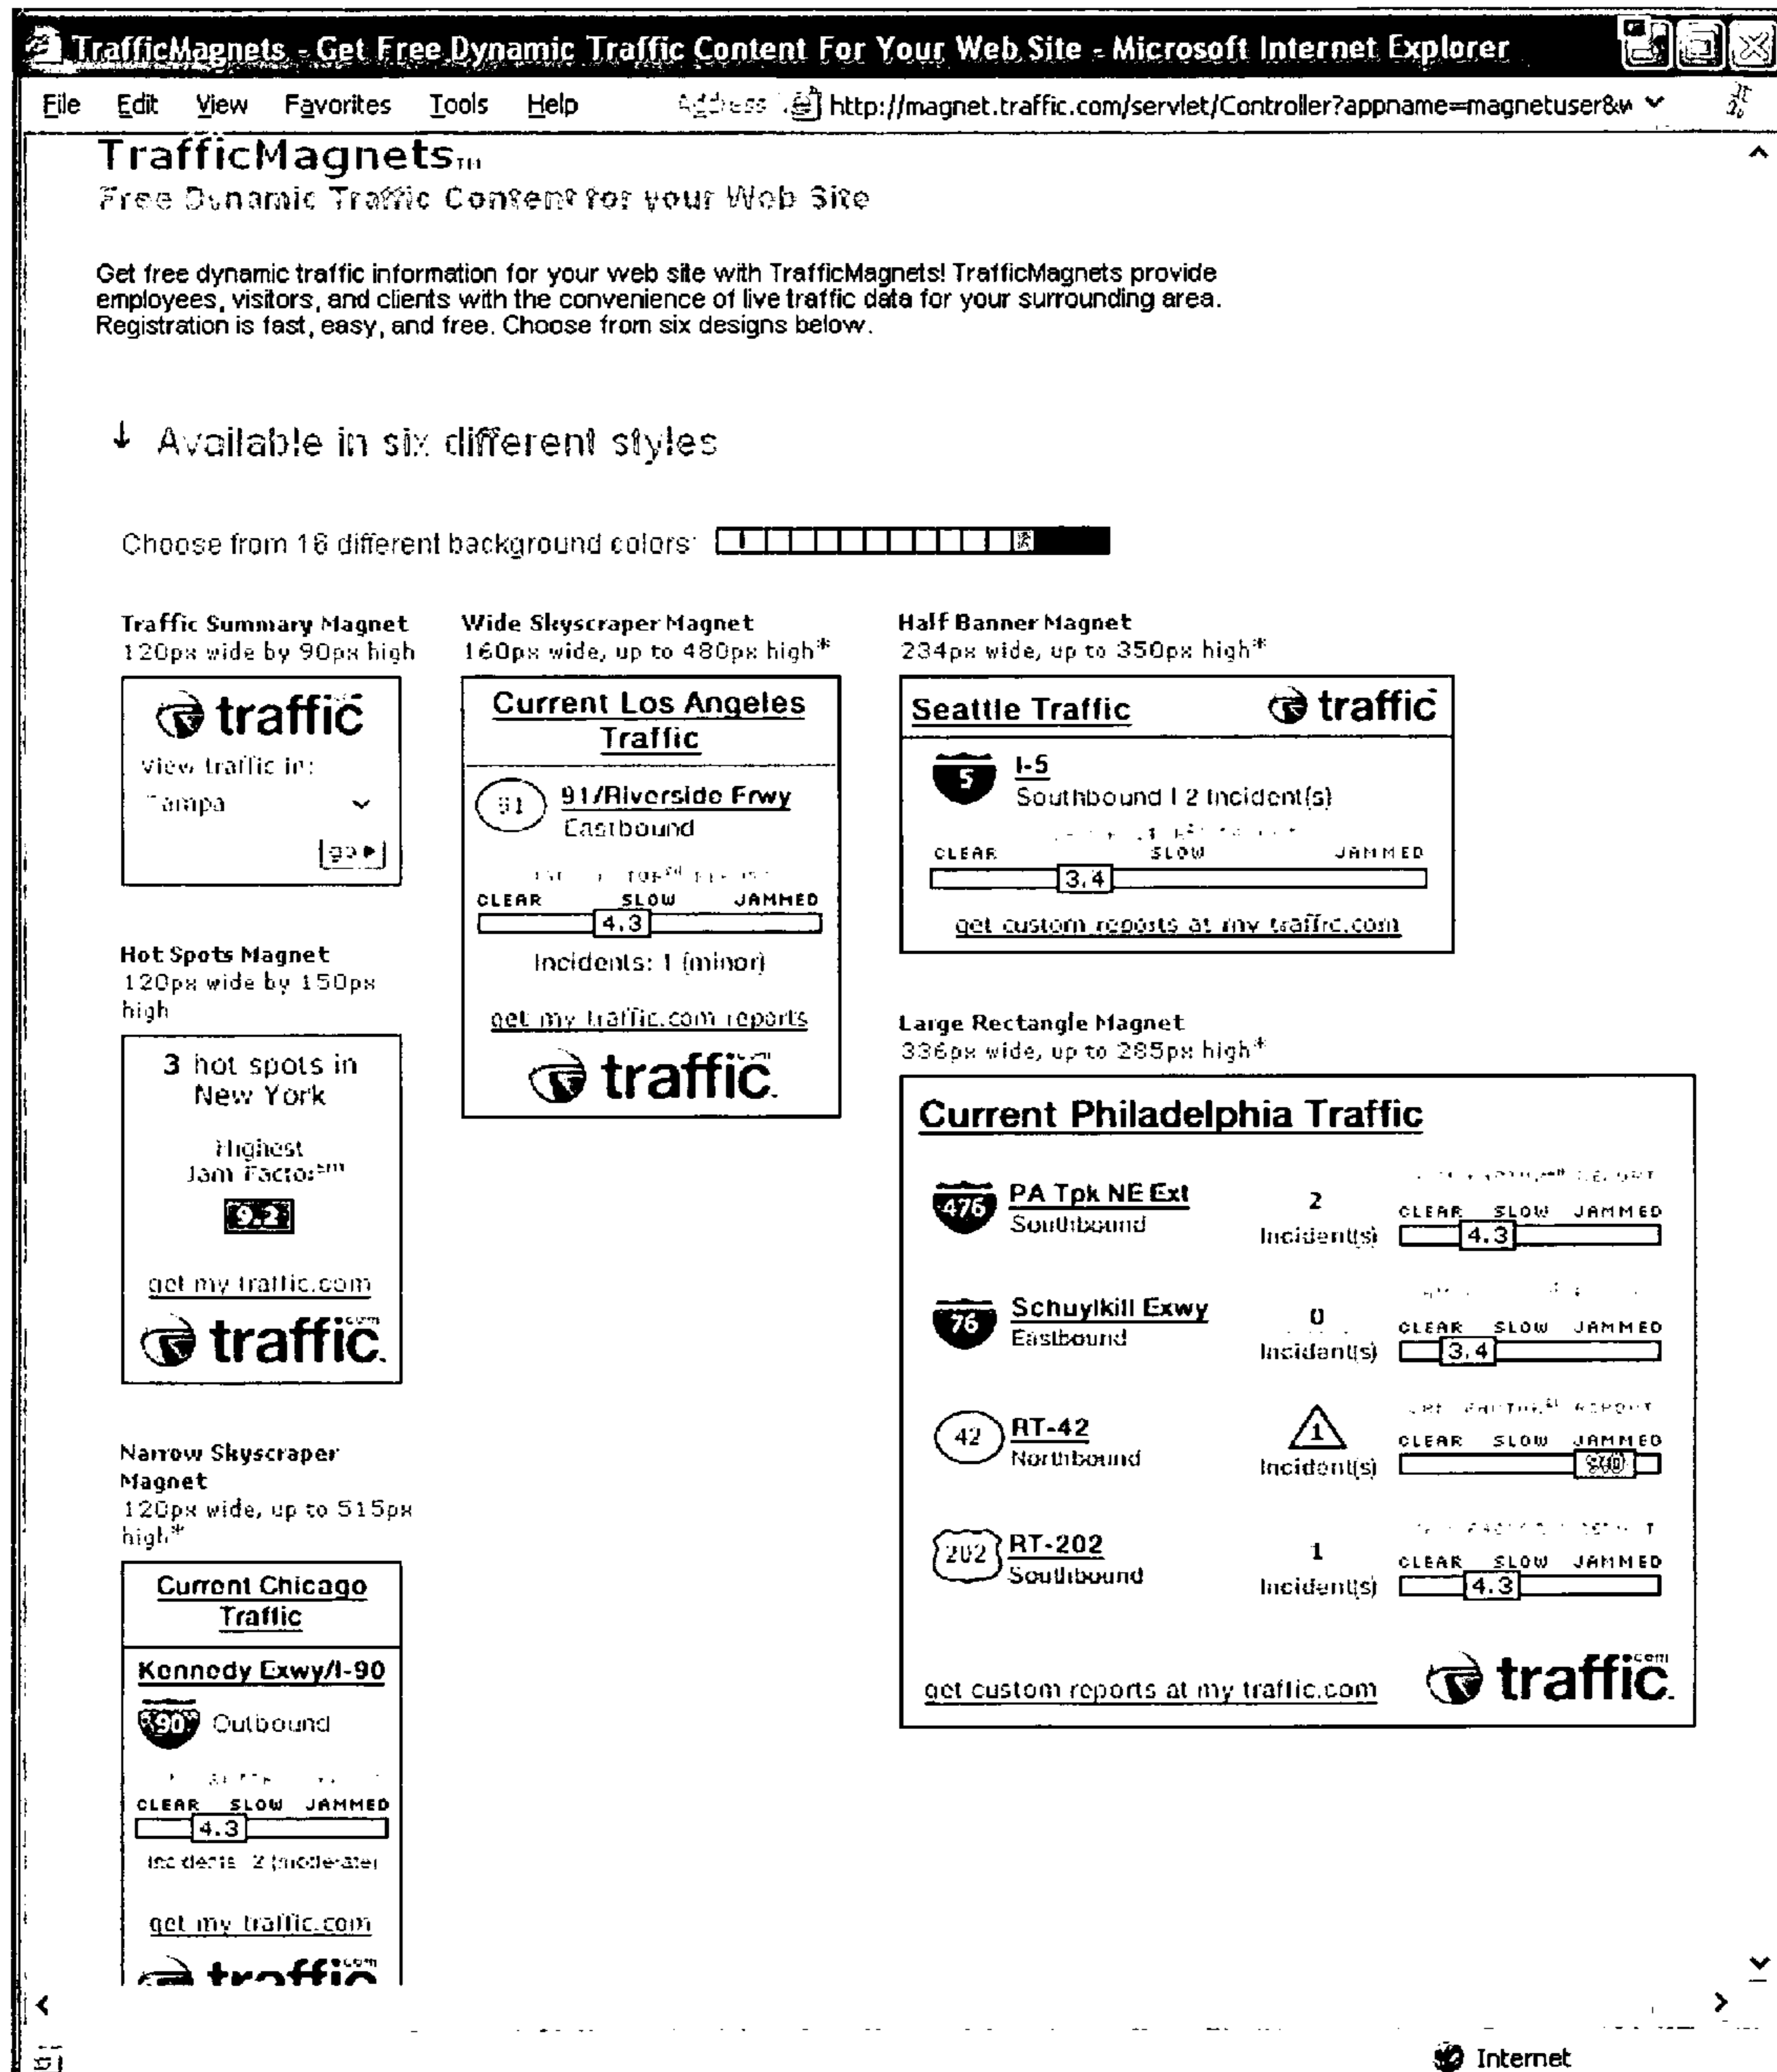 TrafficMagnets - Get Free Dynamic Traffic Content For Your Web Site - Microsoft Internet Explorer
File Edit View Favorites Tools Help Address http://magnet.traffic.com/servlet/Controller?appname=magnetuser&w
TrafficMagnets TM
Free Dynamic Traffic Content for your Web Site
Get free dynamic traffic information for your web site with TrafficMagnets! TrafficMagnets provide
employees, visitors, and clients with the convenience of live traffic data for your surrounding area.
Registration is fast, easy, and free. Choose from six designs below.
↓ Available in six different styles
Choose from 16 different background colors:
Traffic Summary Magnet
120px wide by 90px high
traffic
View traffic in:
Tampa
go
Hot Spots Magnet
120px wide by 150px
high
3 hot spots in
New York
Highest
Jam Factor sm
9.2
get my traffic.com
traffic.com
Narrow Skyscraper
Magnet
120px wide, up to 515px
high*
Current Chicago
Traffic
Kennedy Exwy/I-90
90 Outbound
CLEAR SLOW JAMMED
4.3
Incidents: 2 (moderate)
get my traffic.com
traffic.com
Wide Skyscraper Magnet
160px wide, up to 480px high*
Current Los Angeles
Traffic
91 91/Riverside Frwy
Eastbound
CLEAR SLOW JAMMED
4.3
Incidents: 1 (minor)
get my traffic.com reports
traffic.com
Half Banner Magnet
234px wide, up to 350px high*
Seattle Traffic traffic
5 I-5
Southbound | 2 Incident(s)
CLEAR SLOW JAMMED
3.4
get custom reports at my traffic.com
Large Rectangle Magnet
336px wide, up to 285px high*
Current Philadelphia Traffic
476 PA Tpk NE Ext 2 CLEAR SLOW JAMMED
Southbound Incident(s) 4.3
76 Schuylkill Exwy 0 CLEAR SLOW JAMMED
Eastbound Incident(s) 3.4
42 RT-42 1 CLEAR SLOW JAMMED
Northbound Incident(s)
202 RT-202 1 CLEAR SLOW JAMMED
Southbound Incident(s) 4.3
get custom reports at my traffic.com traffic.com
Internet